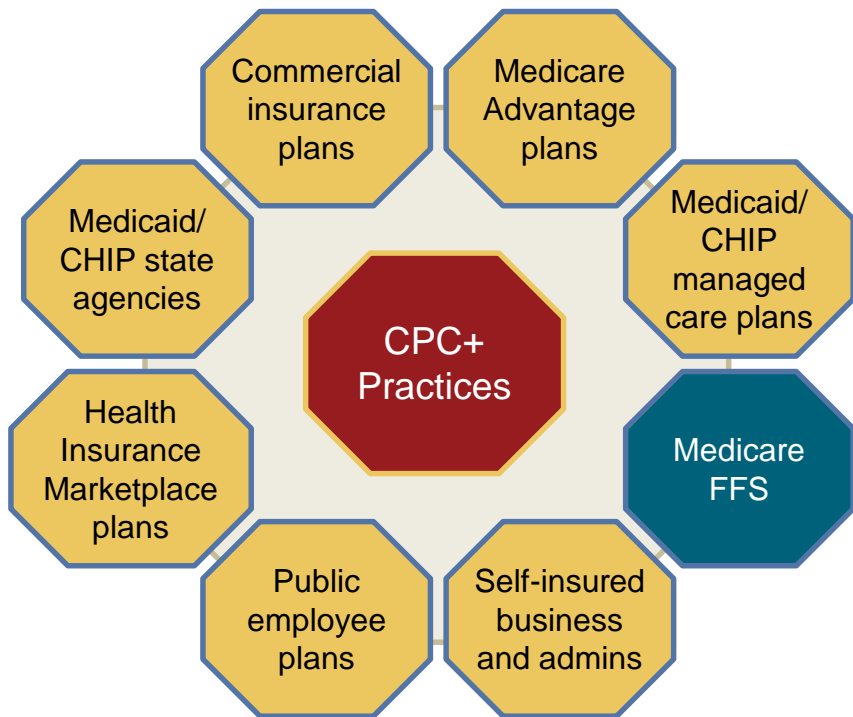 Commercial
insurance
plans
Medicare
Advantage
plans
Medicaid/
CHIP state
agencies
Medicaid/
CHIP
managed
care plans
CPC+
Practices
Health
Insurance
Marketplace
plans
Medicare
FFS
Public
employee
plans
Self-insured
business
and admins